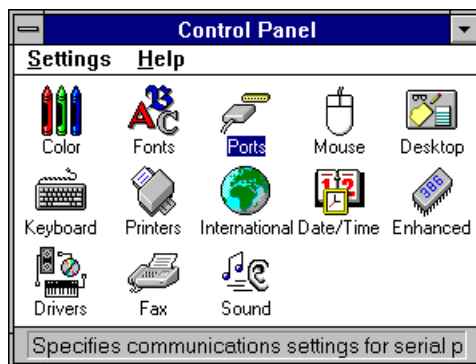 Control Panel
Settings Help
Color Fonts Ports Mouse Desktop
386
Keyboard Printers International Date/Time Enhanced
Drivers Fax Sound
Specifies communications settings for serial p